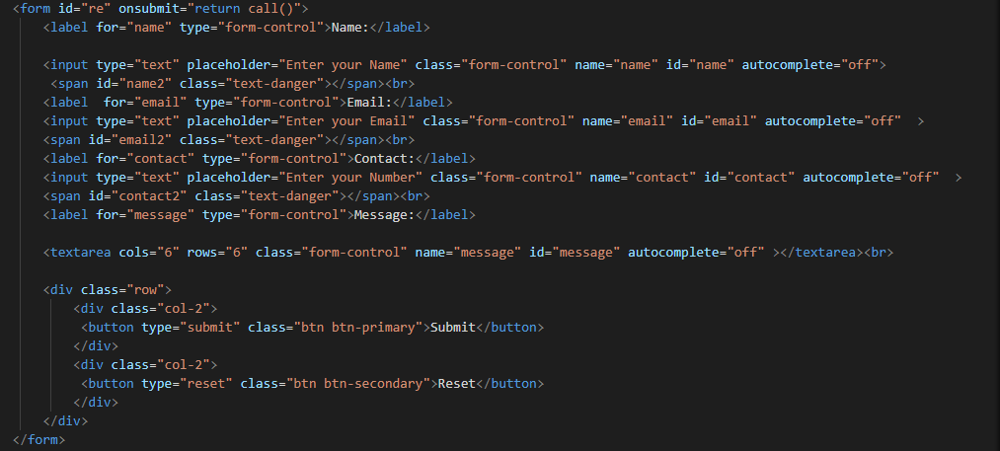 <form id="re" onsubmit="return call()">
<label for="name" type="form-control">Name:</label>
<input type="text" placeholder="Enter your Name" class="form-control" name="name" id="name" autocomplete="off">
<span id="name2" class="text-danger"></span><br>
<label  for="email" type="form-control">Email:</label>
<input type="text" placeholder="Enter your Email" class="form-control" name="email" id="email" autocomplete="off"  >
<span id="email2" class="text-danger"></span><br>
<label for="contact" type="form-control">Contact:</label>
<input type="text" placeholder="Enter your Number" class="form-control" name="contact" id="contact" autocomplete="off"  >
<span id="contact2" class="text-danger"></span><br>
<label for="message" type="form-control">Message:</label>
<textarea cols="6" rows="6" class="form-control" name="message" id="message" autocomplete="off" ></textarea><br>
<div class="row">
<div class="col-2">
<button type="submit" class="btn btn-primary">Submit</button>
</div>
<div class="col-2">
<button type="reset" class="btn btn-secondary">Reset</button>
</div>
</div>
</form>